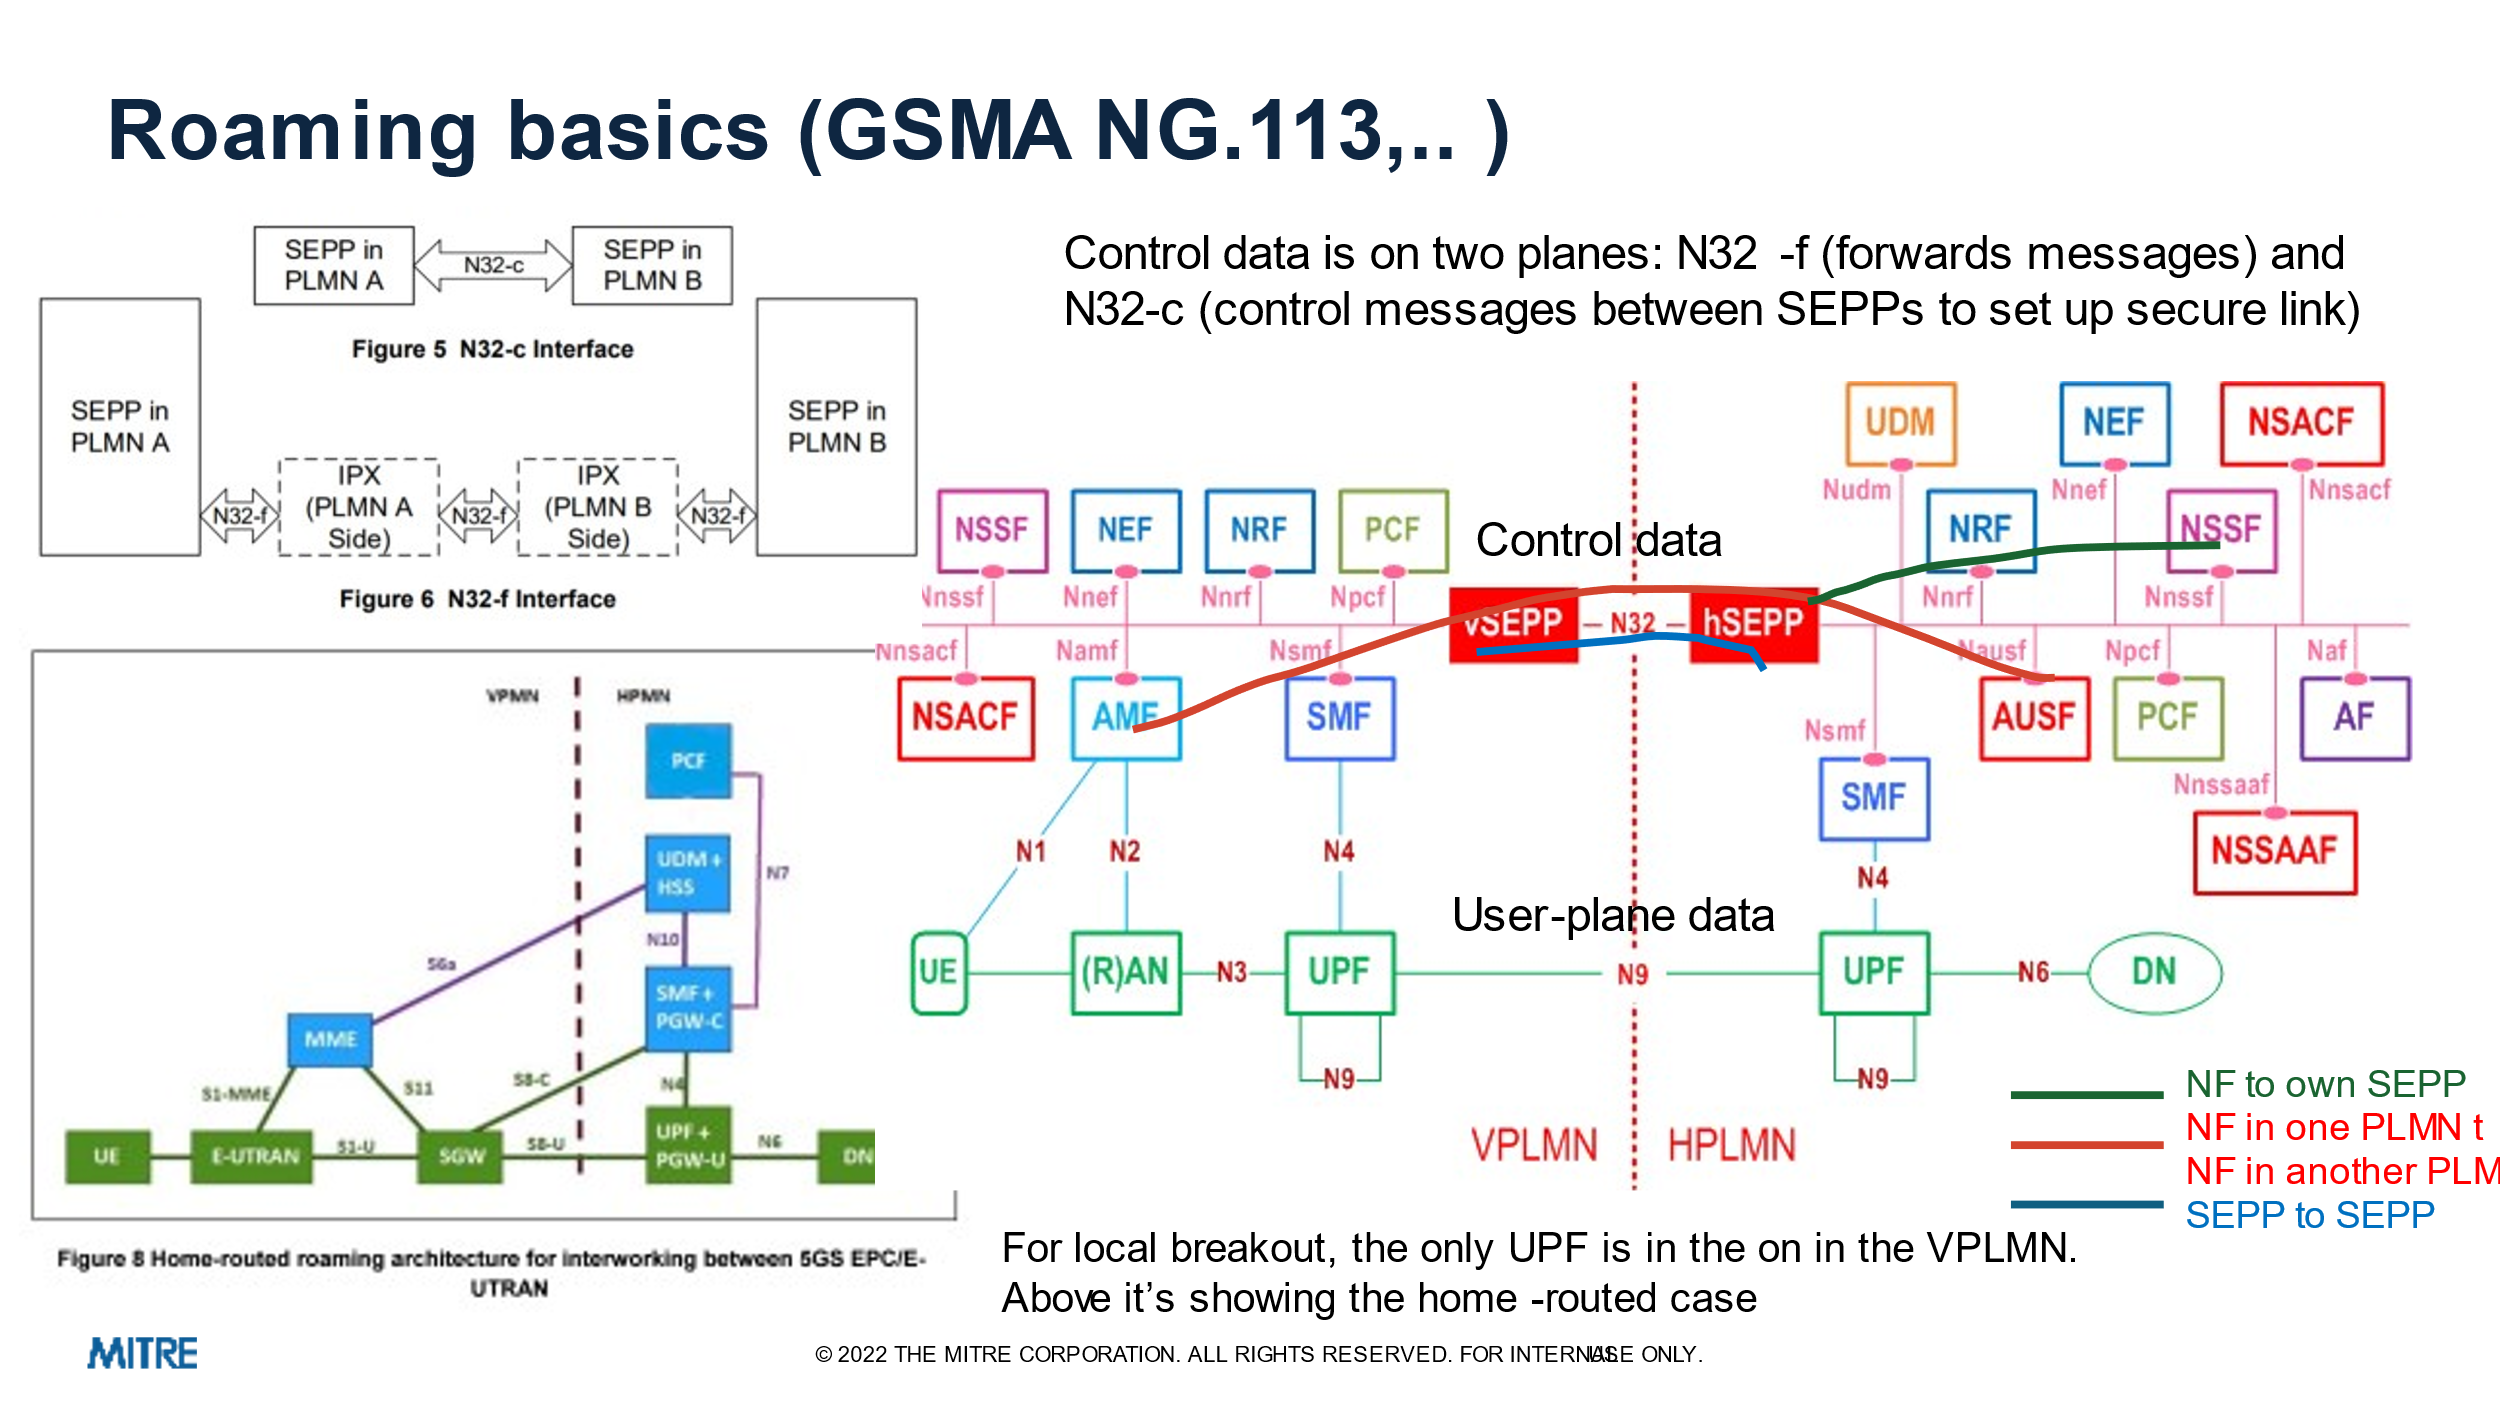 Roaming basics (GSMA NG.113,.. )
SEPP in
PLMN A
N32-c
SEPP in
PLMN B
Figure 5 N32-c Interface
SEPP in
PLMN A
N32-f
IPX
(PLMN A
Side)
N32-f
IPX
(PLMN B
Side)
N32-f
SEPP in
PLMN B
Figure 6 N32-f Interface
Control data is on two planes: N32 -f (forwards messages) and
N32-c (control messages between SEPPs to set up secure link)
VPMN
HPMN
PCF
N7
UDM +
HSS
S6a
N10
SMF +
PGW-C
MME
S1-MME
S11
S8-C
N4
UE
E-UTRAN
S1-U
SGW
S8-U
UPF +
PGW-U
N6
DN
Figure 8 Home-routed roaming architecture for interworking between 5GS EPC/E-
UTRAN
UDM
NEF
NSACF
Nudm
Nnef
Nnsacf
NSSF
NEF
NRF
PCF
Control data
NRF
NSSF
Nnssf
Nnef
Nnrf
Npcf
Nnrf
Nnssf
vSEPP
N32
hSEPP
Nnsacf
Namf
Nsmf
Nausf
Npcf
Naf
NSACF
AMF
SMF
Nsmf
AUSF
PCF
AF
Nnssaaf
SMF
NSSAAF
N1
N2
N4
N4
User-plane data
UE
(R)AN
N3
UPF
N9
UPF
N6
DN
N9
N9
VPLMN
HPLMN
NF to own SEPP
NF in one PLMN t
NF in another PLM
SEPP to SEPP
For local breakout, the only UPF is in the on in the VPLMN.
Above it’s showing the home -routed case
MITRE
© 2022 THE MITRE CORPORATION. ALL RIGHTS RESERVED. FOR INTERNAL USE ONLY.